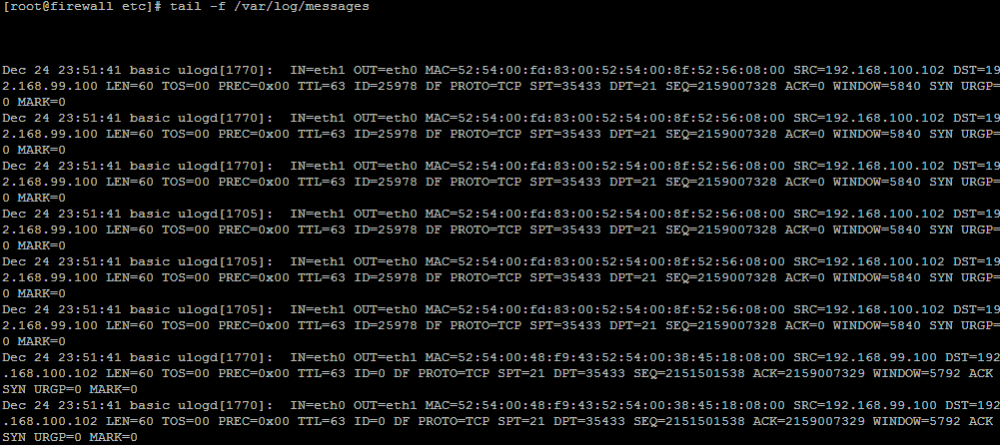 [root@firewall etc]# tail -f /var/log/messages
Dec 24 23:51:41 basic ulogd[1770]:  IN=eth1 OUT=eth0 MAC=52:54:00:fd:83:00:52:54:00:8f:52:56:08:00 SRC=192.168.100.102 DST=19
2.168.99.100 LEN=60 TOS=00 PREC=0x00 TTL=63 ID=25978 DF PROTO=TCP SPT=35433 DPT=21 SEQ=2159007328 ACK=0 WINDOW=5840 SYN URGP=
0 MARK=0
Dec 24 23:51:41 basic ulogd[1770]:  IN=eth1 OUT=eth0 MAC=52:54:00:fd:83:00:52:54:00:8f:52:56:08:00 SRC=192.168.100.102 DST=19
2.168.99.100 LEN=60 TOS=00 PREC=0x00 TTL=63 ID=25978 DF PROTO=TCP SPT=35433 DPT=21 SEQ=2159007328 ACK=0 WINDOW=5840 SYN URGP=
0 MARK=0
Dec 24 23:51:41 basic ulogd[1770]:  IN=eth1 OUT=eth0 MAC=52:54:00:fd:83:00:52:54:00:8f:52:56:08:00 SRC=192.168.100.102 DST=19
2.168.99.100 LEN=60 TOS=00 PREC=0x00 TTL=63 ID=25978 DF PROTO=TCP SPT=35433 DPT=21 SEQ=2159007328 ACK=0 WINDOW=5840 SYN URGP=
0 MARK=0
Dec 24 23:51:41 basic ulogd[1705]:  IN=eth1 OUT=eth0 MAC=52:54:00:fd:83:00:52:54:00:8f:52:56:08:00 SRC=192.168.100.102 DST=19
2.168.99.100 LEN=60 TOS=00 PREC=0x00 TTL=63 ID=25978 DF PROTO=TCP SPT=35433 DPT=21 SEQ=2159007328 ACK=0 WINDOW=5840 SYN URGP=
0 MARK=0
Dec 24 23:51:41 basic ulogd[1705]:  IN=eth1 OUT=eth0 MAC=52:54:00:fd:83:00:52:54:00:8f:52:56:08:00 SRC=192.168.100.102 DST=19
2.168.99.100 LEN=60 TOS=00 PREC=0x00 TTL=63 ID=25978 DF PROTO=TCP SPT=35433 DPT=21 SEQ=2159007328 ACK=0 WINDOW=5840 SYN URGP=
0 MARK=0
Dec 24 23:51:41 basic ulogd[1705]:  IN=eth1 OUT=eth0 MAC=52:54:00:fd:83:00:52:54:00:8f:52:56:08:00 SRC=192.168.100.102 DST=19
2.168.99.100 LEN=60 TOS=00 PREC=0x00 TTL=63 ID=25978 DF PROTO=TCP SPT=35433 DPT=21 SEQ=2159007328 ACK=0 WINDOW=5840 SYN URGP=
0 MARK=0
Dec 24 23:51:41 basic ulogd[1770]:  IN=eth0 OUT=eth1 MAC=52:54:00:48:f9:43:52:54:00:38:45:18:08:00 SRC=192.168.99.100 DST=192
.168.100.102 LEN=60 TOS=00 PREC=0x00 TTL=63 ID=0 DF PROTO=TCP SPT=21 DPT=35433 SEQ=2151501538 ACK=2159007329 WINDOW=5792 ACK
SYN URGP=0 MARK=0
Dec 24 23:51:41 basic ulogd[1770]:  IN=eth0 OUT=eth1 MAC=52:54:00:48:f9:43:52:54:00:38:45:18:08:00 SRC=192.168.99.100 DST=192
.168.100.102 LEN=60 TOS=00 PREC=0x00 TTL=63 ID=0 DF PROTO=TCP SPT=21 DPT=35433 SEQ=2151501538 ACK=2159007329 WINDOW=5792 ACK
SYN URGP=0 MARK=0